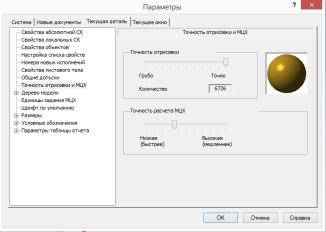 Параметры
? ×
Система Новые документы Текущая деталь Текущее окно
Свойства абсолютной СК
Свойства локальных СК
Свойства объектов
Настройка списка свойств
Номера новых исполнений
Свойства листового тела
Общие допуски
Точность отрисовки и МЦХ
Дерево модели
Единицы задания МЦХ
Шрифт по умолчанию
Размеры
Условные обозначения
Параметры таблицы отчета
Точность отрисовки и МЦХ
Точность отрисовки
Грубо Точно
Количество 6726
Точность расчета МЦХ
Низкая Высокая
(быстрее) (медленнее)
ОК Отмена Справка